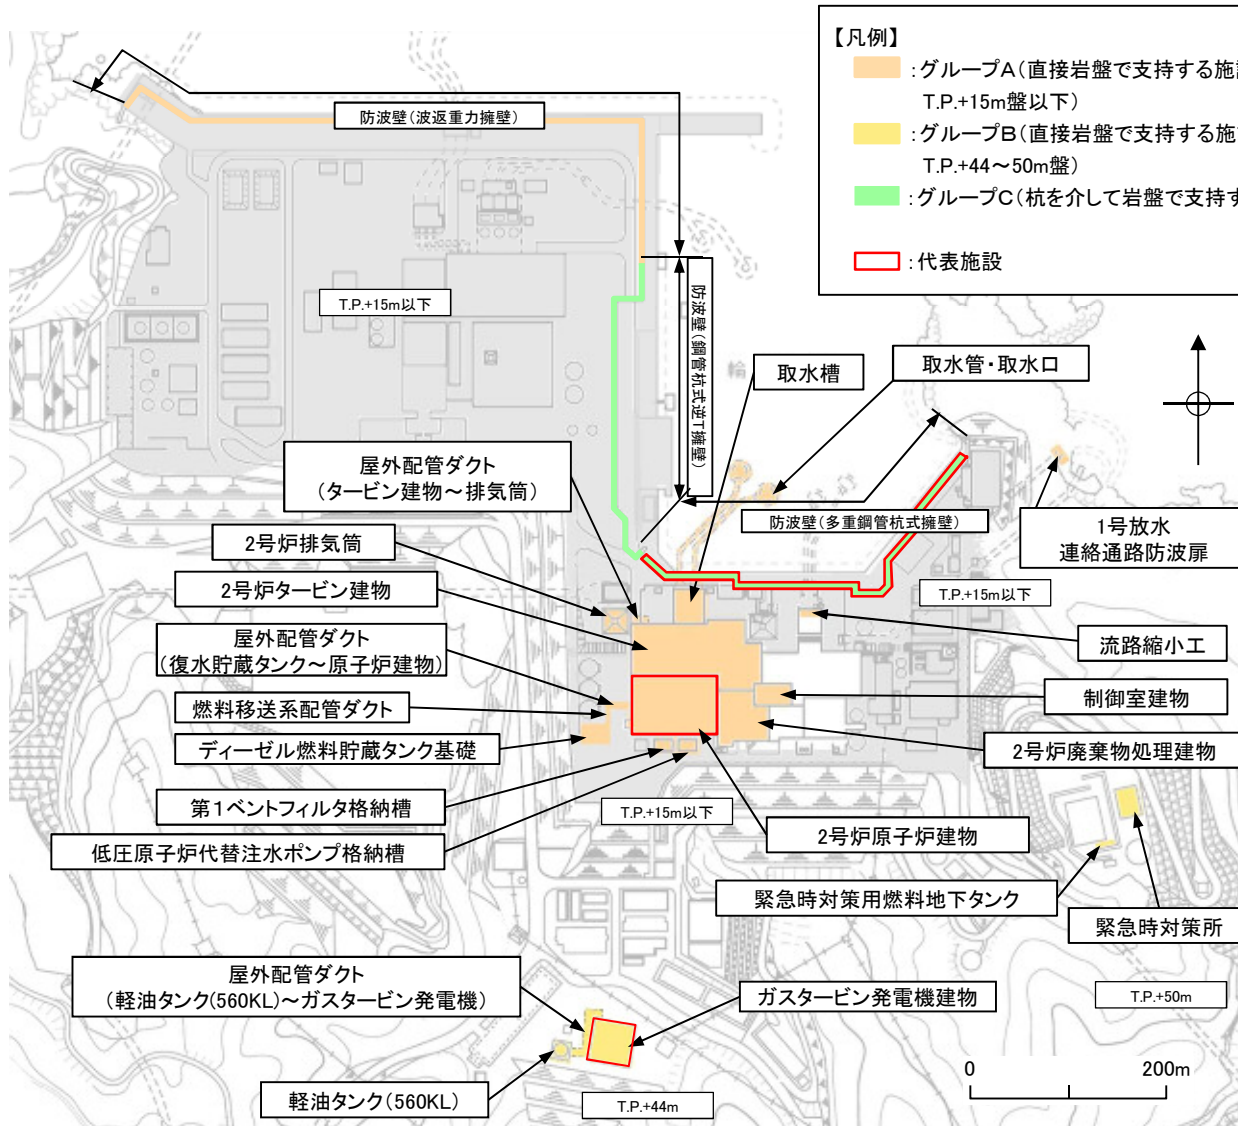 【凡例】
:グループA(直接岩盤で支持する施
T.P.+15m盤以下)
:グループB(直接岩盤で支持する施
T.P.+44～50m盤)
:グループC(杭を介して岩盤で支持す
:代表施設
防波壁(波返重力擁壁)
T.P.+15m以下
防波壁(鋼管杭式逆T擁壁)
輪
取水槽
取水管・取水口
屋外配管ダクト
(タービン建物～排気筒)
防波壁(多重鋼管杭式擁壁)
1号放水
連絡通路防波扉
2号炉排気筒
2号炉タービン建物
T.P.+15m以下
屋外配管ダクト
(復水貯蔵タンク～原子炉建物)
流路縮小工
燃料移送系配管ダクト
制御室建物
ディーゼル燃料貯蔵タンク基礎
2号炉廃棄物処理建物
第1ベントフィルタ格納槽
T.P.+15m以下
2号炉原子炉建物
低圧原子炉代替注水ポンプ格納槽
緊急時対策用燃料地下タンク
緊急時対策所
屋外配管ダクト
(軽油タンク(560KL)～ガスタービン発電機)
ガスタービン発電機建物
T.P.+50m
0 200m
軽油タンク(560KL)
T.P.+44m